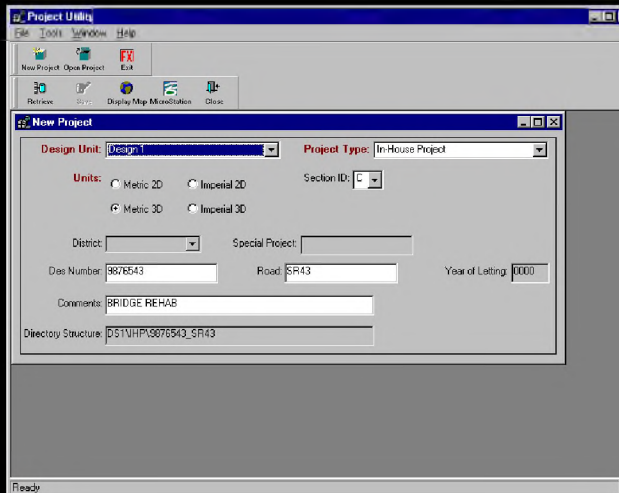 Project Utility
File Tools Window Help
New Project Open Project Exit
Retrieve Save Display Map MicroStation Close
New Project
Design Unit: Design 1 Project Type: In-House Project
Units: Metric 2D Imperial 2D Section ID: C
Metric 3D Imperial 3D
District: Special Project:
Des Number: 9876543 Road: SR43 Year of Letting: 0000
Comments: BRIDGE REHAB
Directory Structure: DS1\IHP\9876543_SR43
Ready